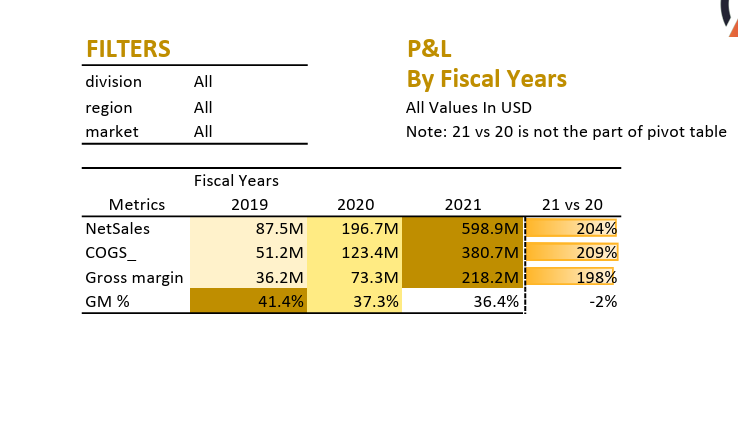 FILTERS
division All
region All
market All
P&L
By Fiscal Years
All Values In USD
Note: 21 vs 20 is not the part of pivot table
Fiscal Years
Metrics 2019 2020 2021 21 vs 20
NetSales 87.5M 196.7M 598.9M 204%
COGS_ 51.2M 123.4M 380.7M 209%
Gross margin 36.2M 73.3M 218.2M 198%
GM % 41.4% 37.3% 36.4% -2%